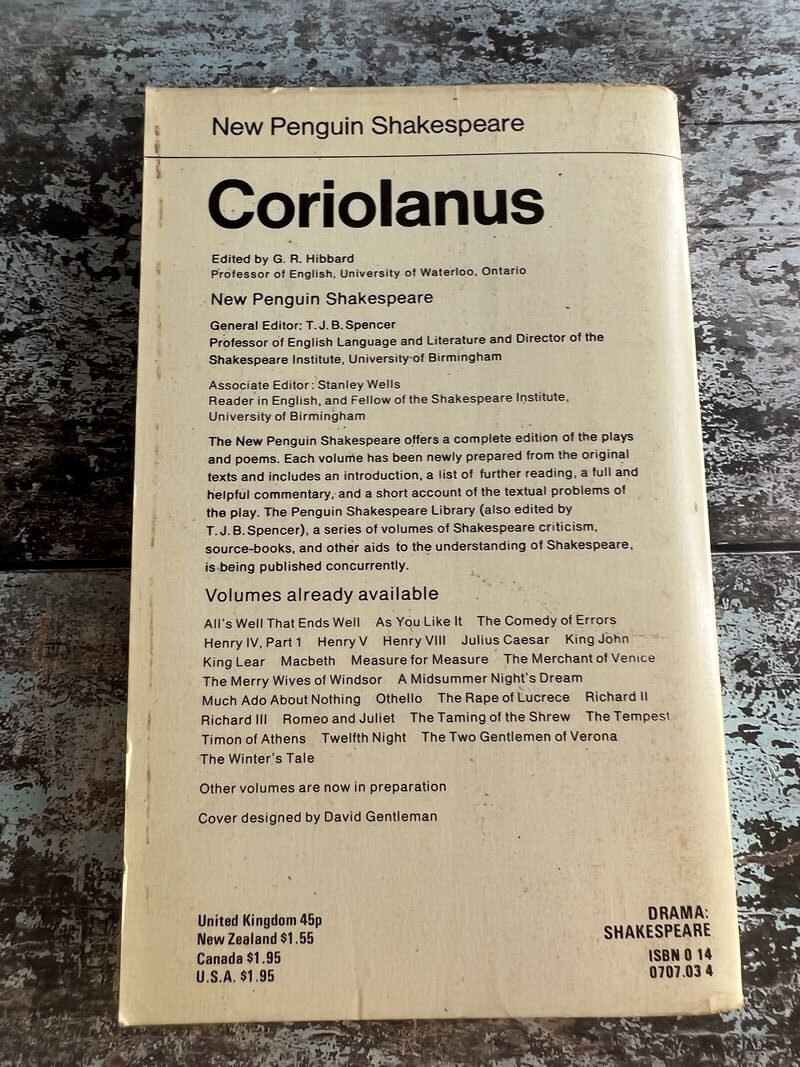 New Penguin Shakespeare
Coriolanus
Edited by G. R. Hibbard
Professor of English, University of Waterloo, Ontario
New Penguin Shakespeare
General Editor: T. J. B. Spencer
Professor of English Language and Literature and Director of the
Shakespeare Institute, University of Birmingham
Associate Editor: Stanley Wells
Reader in English, and Fellow of the Shakespeare Institute,
University of Birmingham
The New Penguin Shakespeare offers a complete edition of the plays
and poems. Each volume has been newly prepared from the original
texts and includes an introduction, a list of further reading, a full and
helpful commentary, and a short account of the textual problems of
the play. The Penguin Shakespeare Library (also edited by
T. J. B. Spencer), a series of volumes of Shakespeare criticism,
source-books, and other aids to the understanding of Shakespeare,
is being published concurrently.
Volumes already available
All's Well That Ends Well As You Like It The Comedy of Errors
Henry IV, Part 1 Henry V Henry VIII Julius Caesar King John
King Lear Macbeth Measure for Measure The Merchant of Venice
The Merry Wives of Windsor A Midsummer Night's Dream
Much Ado About Nothing Othello The Rape of Lucrece Richard II
Richard III Romeo and Juliet The Taming of the Shrew The Tempest
Timon of Athens Twelfth Night The Two Gentlemen of Verona
The Winter's Tale
Other volumes are now in preparation
Cover designed by David Gentleman
United Kingdom 45p
New Zealand $1.55
Canada $1.95
U.S.A. $1.95
DRAMA:
SHAKESPEARE
ISBN 0 14
0707.03 4